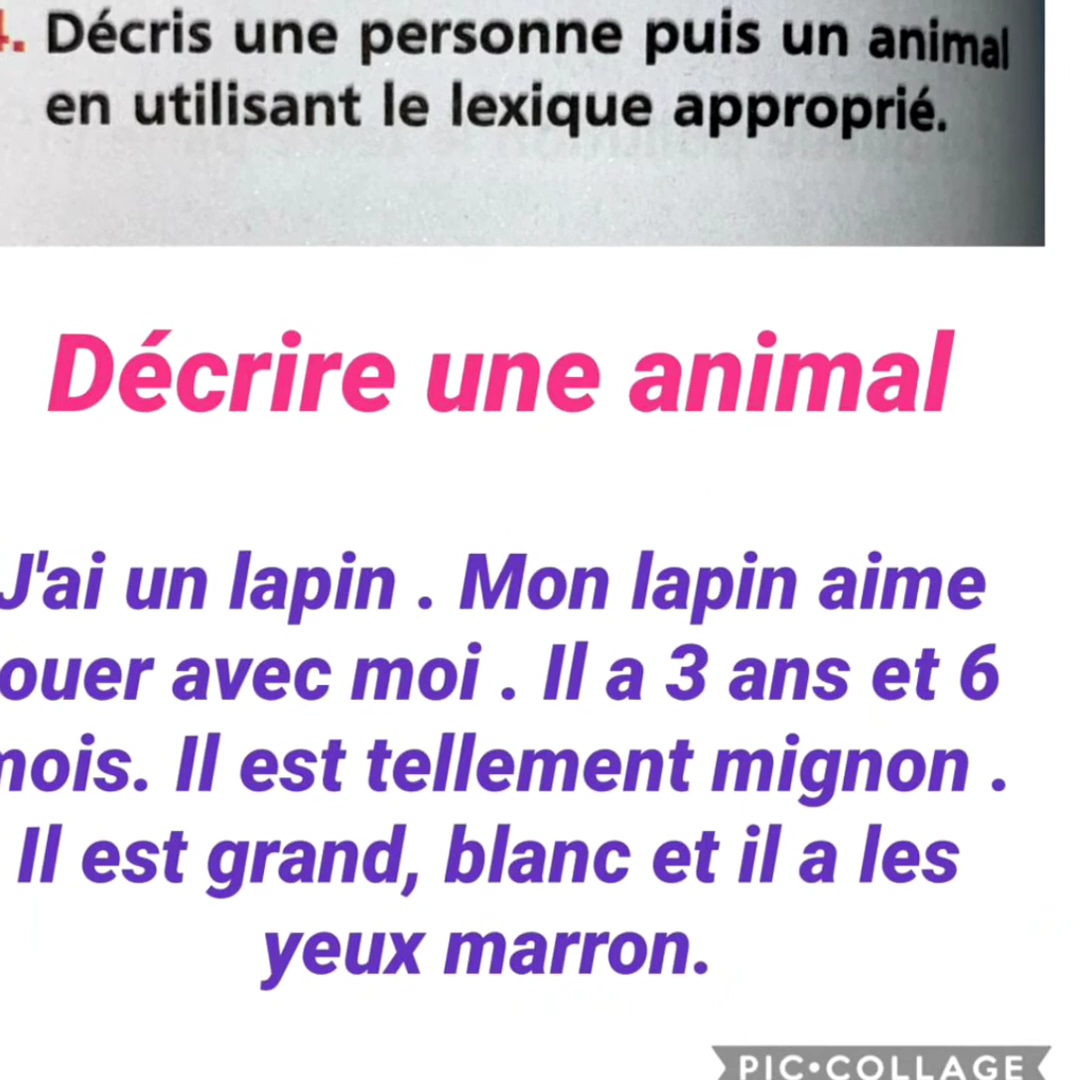 4. Décris une personne puis un animal
en utilisant le lexique approprié.
Décrire une animal
J'ai un lapin . Mon lapin aime
ouer avec moi . Il a 3 ans et 6
mois. Il est tellement mignon .
Il est grand, blanc et il a les
yeux marron.
PIC•COLLAGE